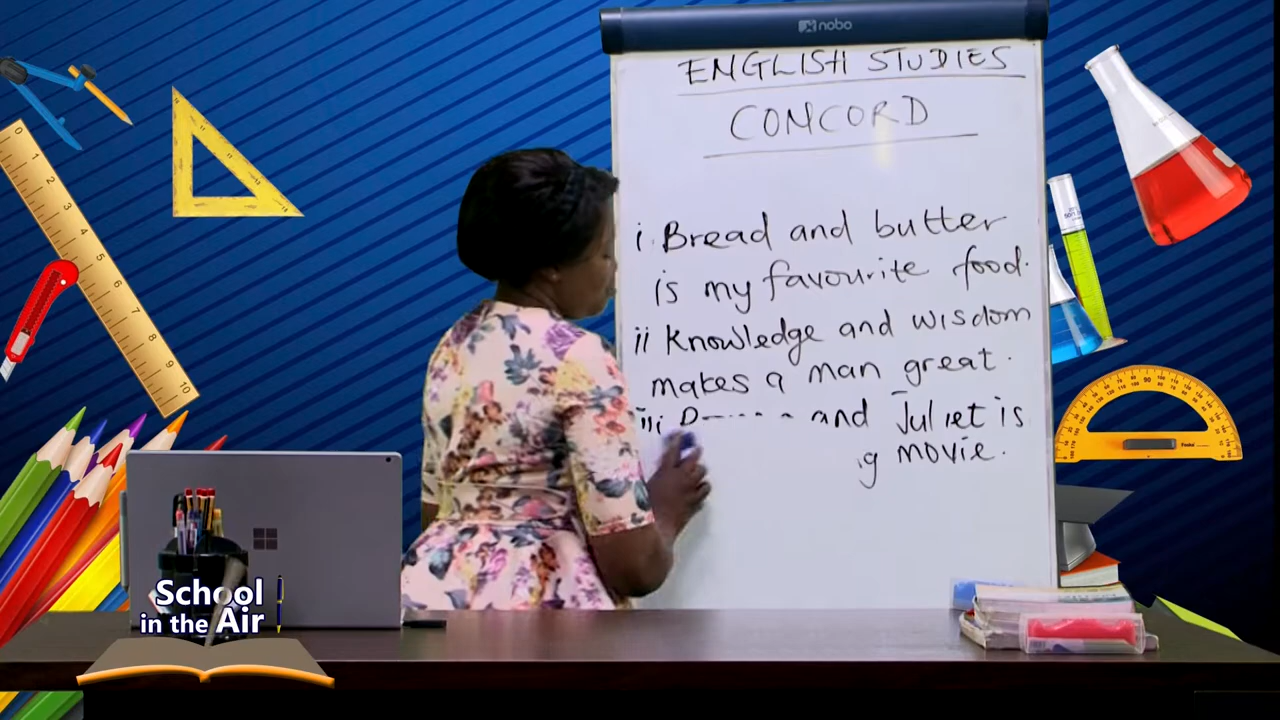 nobo
ENGLISH STUDIES
CONCORD
i. Bread and butter
is my favourite food.
ii Knowledge and wisdom
makes a man great.
iii and Juliet is
movie.
School
in the Air